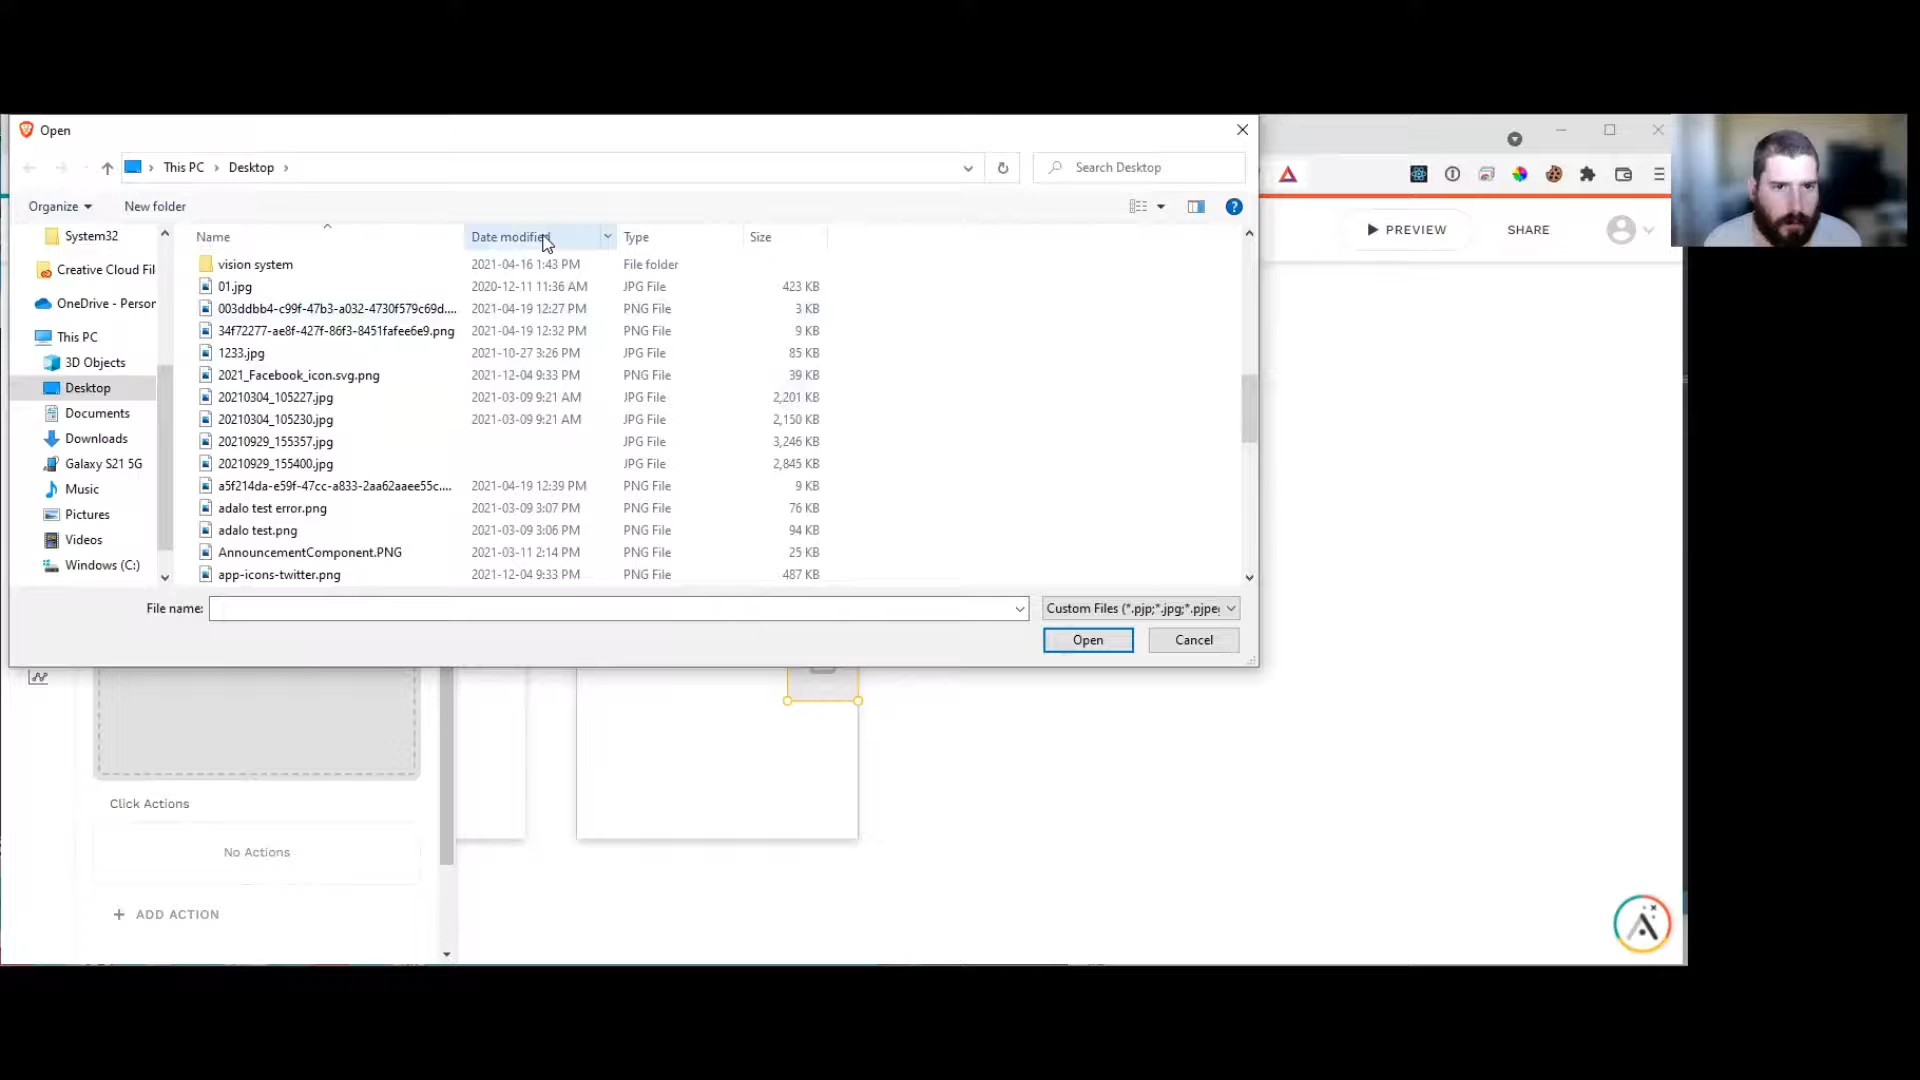 Open
This PC
Desktop
Search Desktop
Organize
New folder
Name
Date modified
Type
Size
System32
Creative Cloud Fil
OneDrive - Persor
This PC
3D Objects
Desktop
Documents
Downloads
Galaxy S21 5G
Music
Pictures
Videos
Windows (C:)
vision system 2021-04-16 1:43 PM File folder
01.jpg 2020-12-11 11:36 AM JPG File 423 KB
003ddbb4-c99f-47b3-a032-4730f579c69d.... 2021-04-19 12:27 PM PNG File 3 KB
34f72277-ae8f-427f-86f3-8451fafee6e9.png 2021-04-19 12:32 PM PNG File 9 KB
1233.jpg 2021-10-27 3:26 PM JPG File 85 KB
2021_Facebook_icon.svg.png 2021-12-04 9:33 PM PNG File 39 KB
20210304_105227.jpg 2021-03-09 9:21 AM JPG File 2,201 KB
20210304_105230.jpg 2021-03-09 9:21 AM JPG File 2,150 KB
20210929_155357.jpg JPG File 3,246 KB
20210929_155400.jpg JPG File 2,845 KB
a5f214da-e59f-47cc-a833-2aa62aaee55c.... 2021-04-19 12:39 PM PNG File 9 KB
adalo test error.png 2021-03-09 3:07 PM PNG File 76 KB
adalo test.png 2021-03-09 3:06 PM PNG File 94 KB
AnnouncementComponent.PNG 2021-03-11 2:14 PM PNG File 25 KB
app-icons-twitter.png 2021-12-04 9:33 PM PNG File 487 KB
File name:
Custom Files (*.pjp;*.jpg;*.pjpe
Open
Cancel
PREVIEW
SHARE
Click Actions
No Actions
+ ADD ACTION